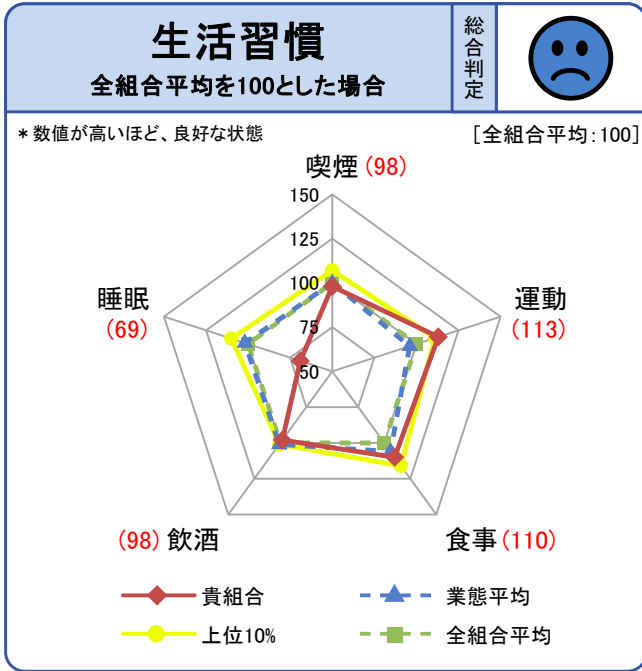 生活習慣
全組合平均を100とした場合
総合判定
*数値が高いほど、良好な状態
[全組合平均:100]
喫煙(98)
150
125
100
75
50
睡眠
(69)
運動
(113)
(98)飲酒
食事(110)
貴組合
業態平均
上位10%
全組合平均